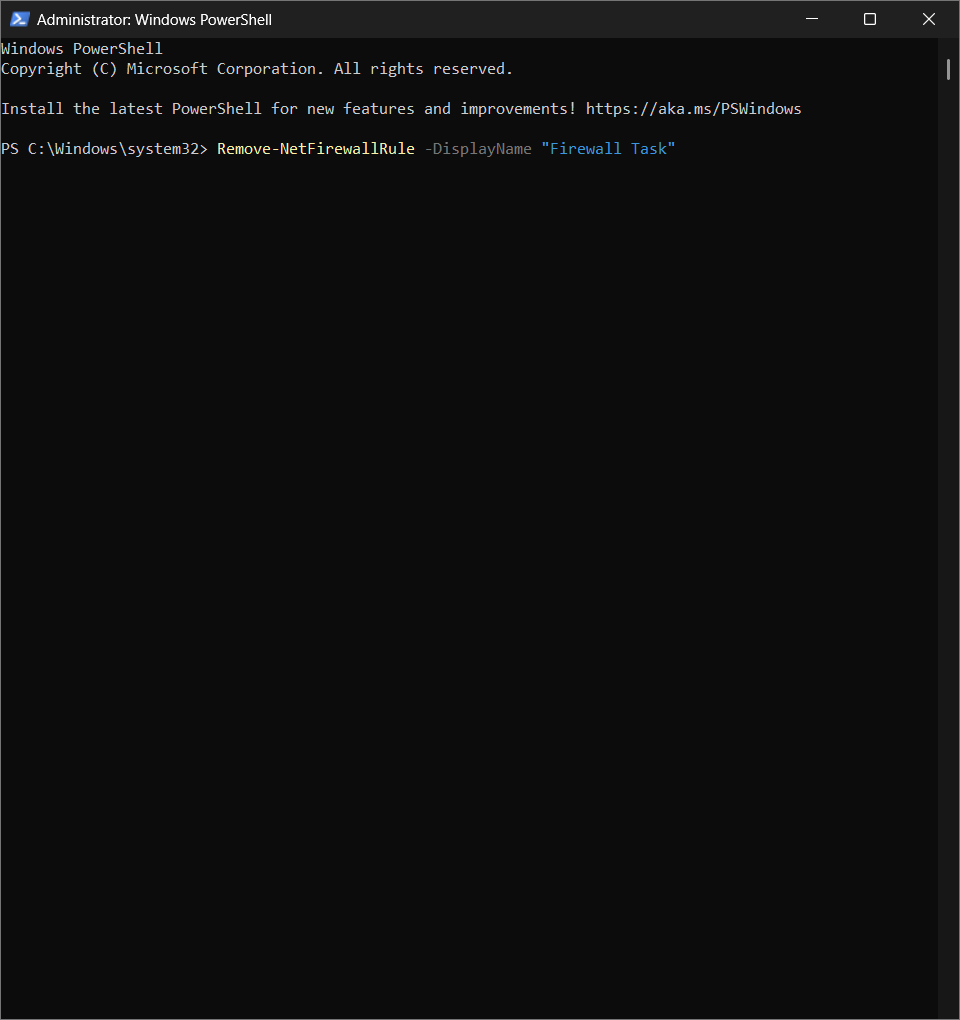 Administrator: Windows PowerShell
Windows PowerShell
Copyright (C) Microsoft Corporation. All rights reserved.
Install the latest PowerShell for new features and improvements! https://aka.ms/PSWindows
PS C:\Windows\system32> Remove-NetFirewallRule -DisplayName "Firewall Task"